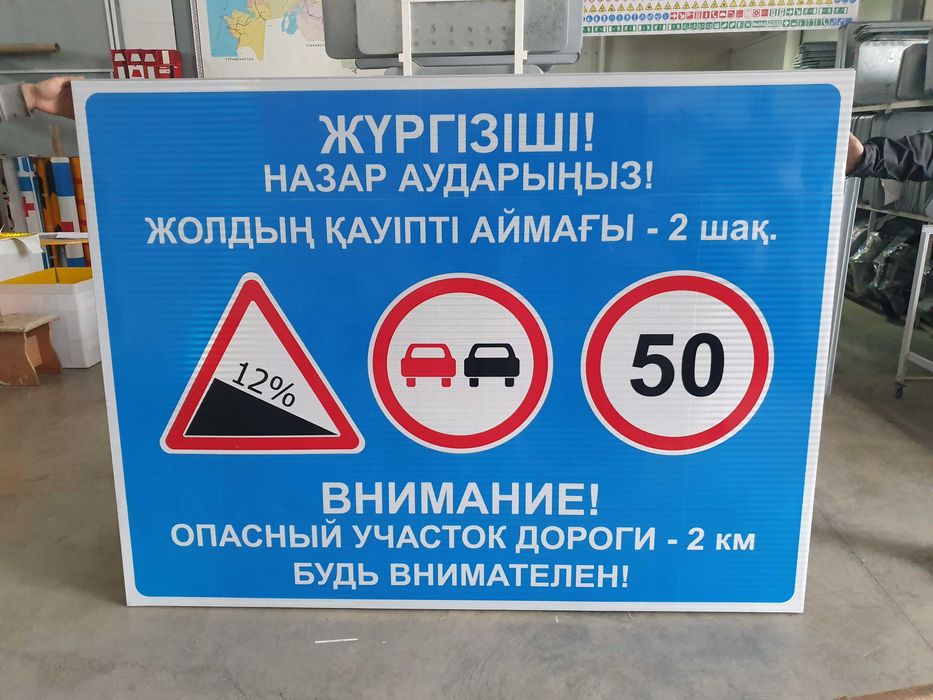 ЖҮРГІЗІШІ!
НАЗАР АУДАРЫҢЫЗ!
ЖОЛДЫҢ ҚАУІПТІ АЙМАҒЫ - 2 шақ.
12%
50
ВНИМАНИЕ!
ОПАСНЫЙ УЧАСТОК ДОРОГИ - 2 км
БУДЬ ВНИМАТЕЛЕН!